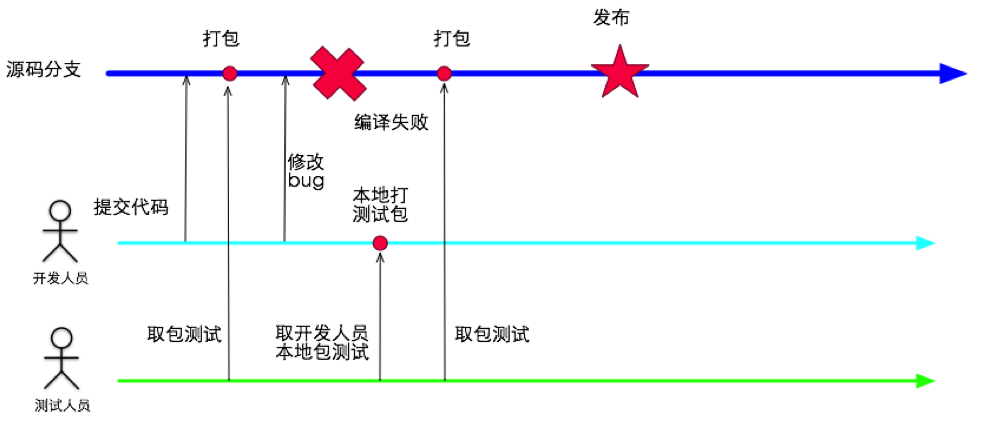 发布
打包
打包
源码分支
编译失败
修改
bug
提交代码
本地打
测试包
开发人员
取包测试
取开发人员
本地包测试
取包测试
测试人员